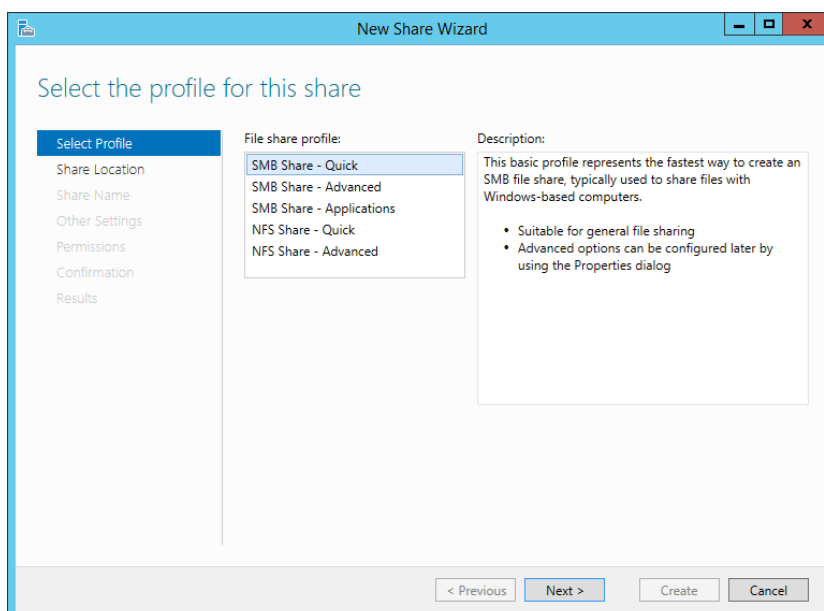 New Share Wizard
Select the profile for this share
Select Profile
Share Location
Share Name
Other Settings
Permissions
Confirmation
Results
File share profile:
SMB Share - Quick
SMB Share - Advanced
SMB Share - Applications
NFS Share - Quick
NFS Share - Advanced
Description:
This basic profile represents the fastest way to create an
SMB file share, typically used to share files with
Windows-based computers.
• Suitable for general file sharing
• Advanced options can be configured later by
using the Properties dialog
< Previous
Next >
Create
Cancel